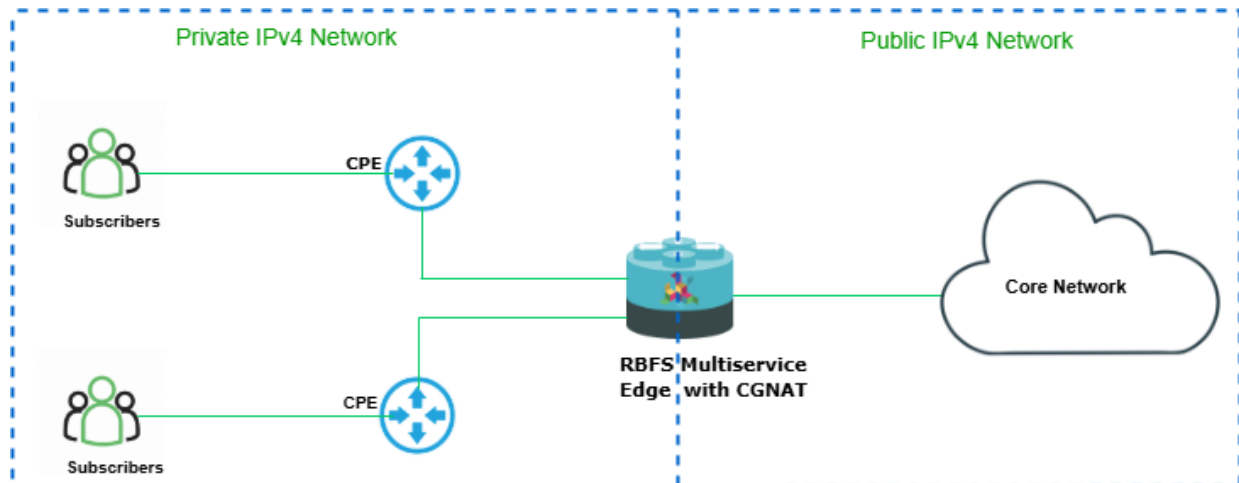 Private IPv4 Network
Public IPv4 Network
CPE
Subscribers
Core Network
RBFS Multiservice
Edge with CGNAT
CPE
Subscribers